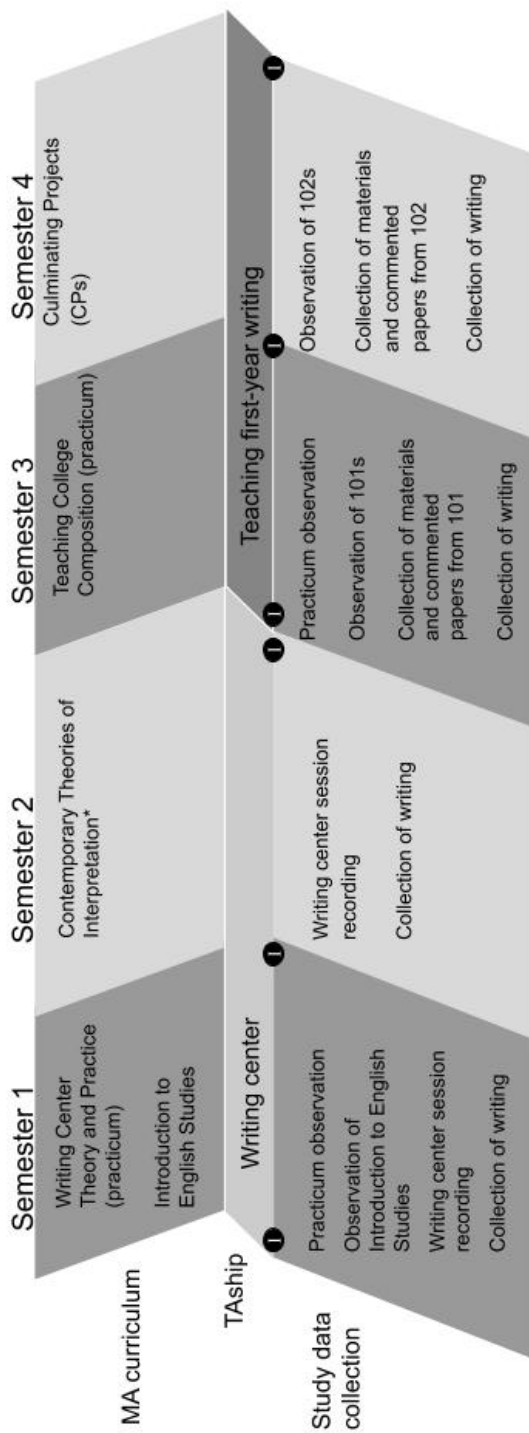 Semester 1
Semester 2
Semester 3
Semester 4
MA curriculum
Writing Center
Theory and Practice
(practicum)
Introduction to
English Studies
Contemporary Theories of
Interpretation*
Teaching College
Composition (practicum)
Culminating Projects
(CPs)
TAship
Writing center
Teaching first-year writing
I
I
I
I
I
I
Study data
collection
Practicum observation
Observation of
Introduction to English
Studies
Writing center session
recording
Collection of writing
Writing center session
recording
Collection of writing
Practicum observation
Observation of 101s
Collection of materials
and commented
papers from 101
Collection of writing
Observation of 102s
Collection of materials
and commented
papers from 102
Collection of writing